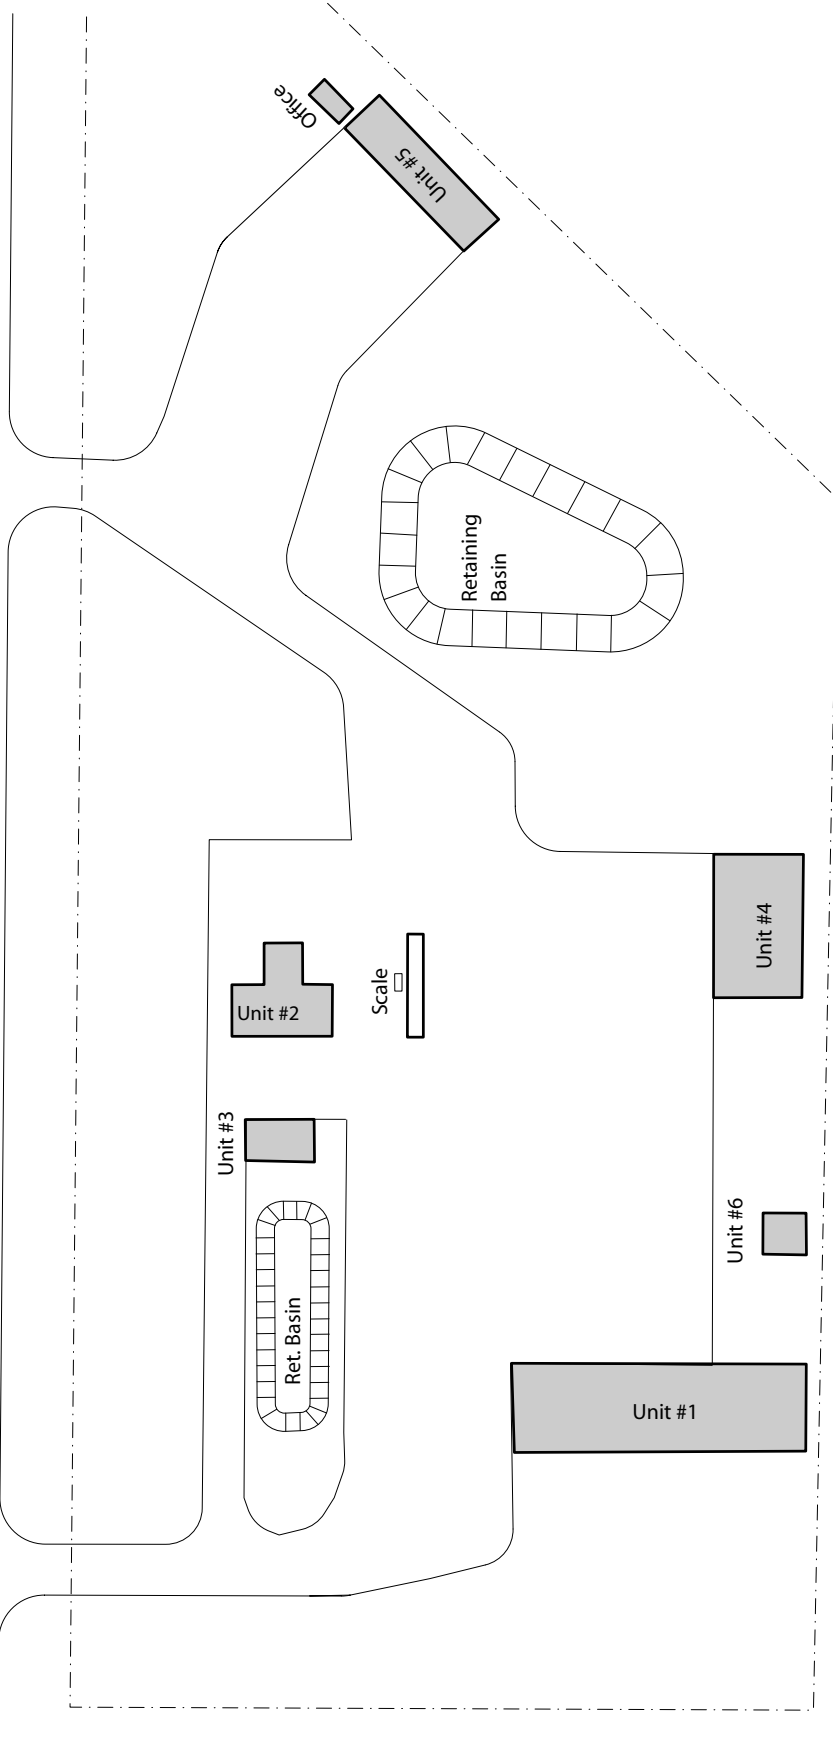 Office
Unit #5
Retaining
Basin
Unit #4
Scale
Unit #2
Unit #3
Unit #6
Ret. Basin
Unit #1